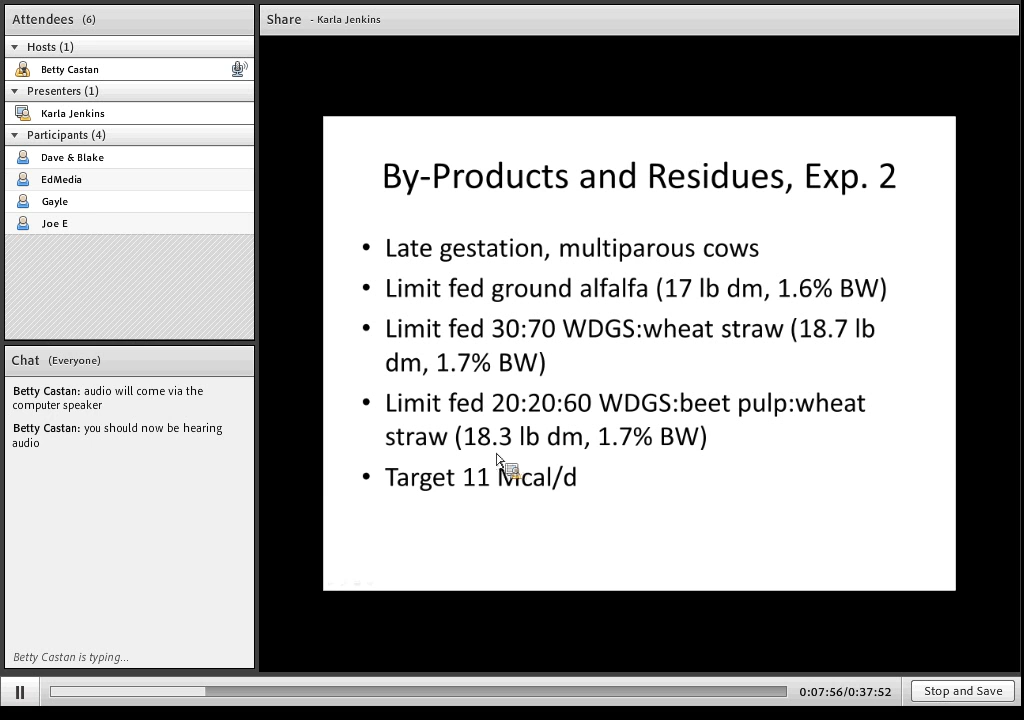 Attendees (6)
Hosts (1)
Betty Castan
Presenters (1)
Karla Jenkins
Participants (4)
Dave & Blake
EdMedia
Gayle
Joe E
Chat (Everyone)
Betty Castan: audio will come via the
computer speaker
Betty Castan: you should now be hearing
audio
Betty Castan is typing...
Share - Karla Jenkins
By-Products and Residues, Exp. 2
• Late gestation, multiparous cows
• Limit fed ground alfalfa (17 lb dm, 1.6% BW)
• Limit fed 30:70 WDGS:wheat straw (18.7 lb
dm, 1.7% BW)
• Limit fed 20:20:60 WDGS:beet pulp:wheat
straw (18.3 lb dm, 1.7% BW)
• Target 11 Mcal/d
0:07:56/0:37:52
Stop and Save